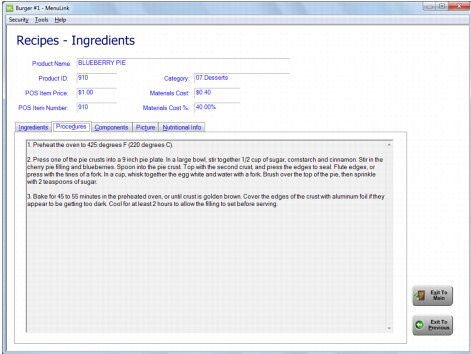 Burger #1 - MenuLink
Security Tools Help
Recipes - Ingredients
Product Name: BLUEBERRY PIE
Product ID: 910 Category: 07 Desserts
POS Item Price: $1.00 Materials Cost: $0.40
POS Item Number: 910 Materials Cost %: 40.00%
Ingredients Procedures Components Picture Nutritional Info
1. Preheat the oven to 425 degrees F (220 degrees C).
2. Press one of the pie crusts into a 9 inch pie plate. In a large bowl, stir together 1/2 cup of sugar, cornstarch and cinnamon. Stir in the
cherry pie filling and blueberries. Spoon into the pie crust. Top with the second crust, and press the edges to seal. Flute edges, or
press with the tines of a fork. In a cup, whisk together the egg white and water with a fork. Brush over the top of the pie, then sprinkle
with 2 teaspoons of sugar.
3. Bake for 45 to 55 minutes in the preheated oven, or until crust is golden brown. Cover the edges of the crust with aluminum foil if they
appear to be getting too dark. Cool for at least 2 hours to allow the filling to set before serving.
Exit To
Main
Exit To
Previous